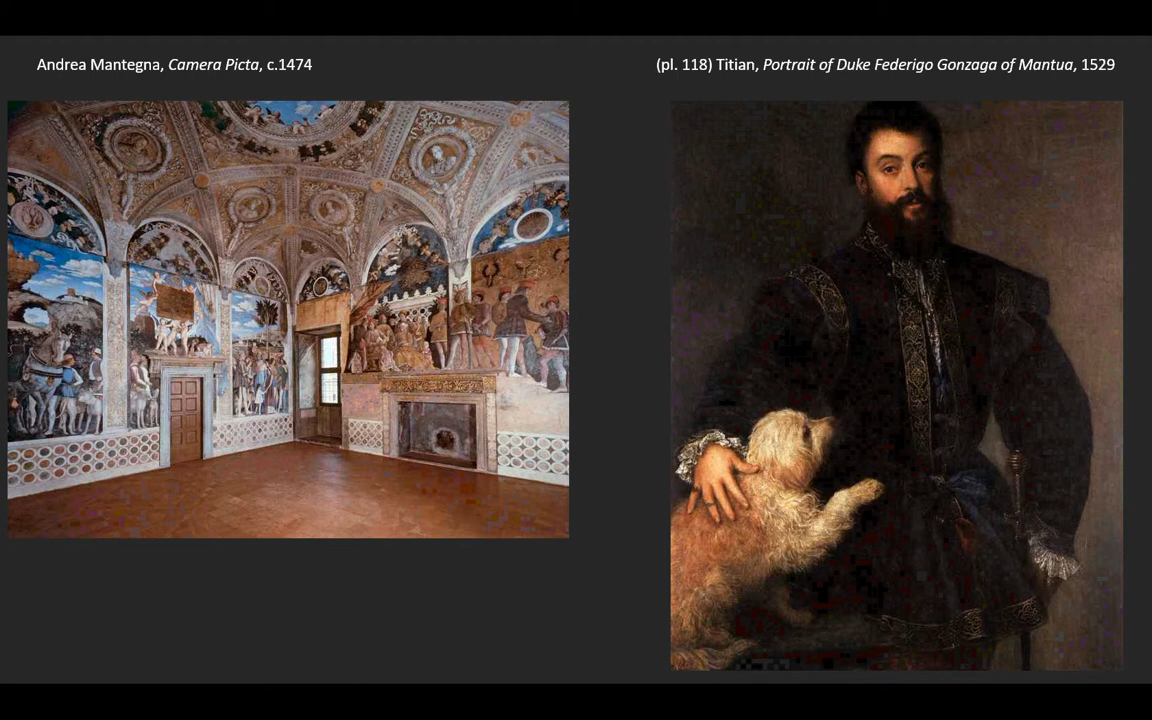 Andrea Mantegna, Camera Picta, c.1474
(pl. 118) Titian, Portrait of Duke Federigo Gonzaga of Mantua, 1529